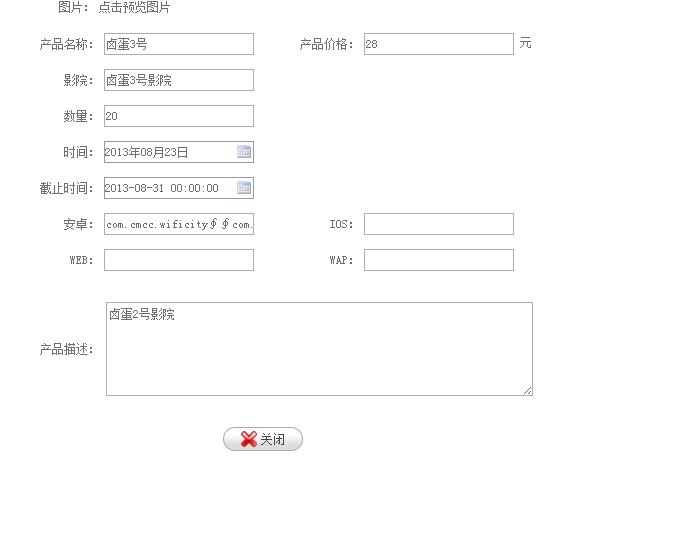 图片： 点击预览图片
产品名称： 卤蛋3号 产品价格： 28 元
影院： 卤蛋3号影院
数量： 20
时间： 2013年08月23日
截止时间： 2013-08-31 00:00:00
安卓： com.cmcc.wificity∮∮com. IOS：
WEB： WAP：
卤蛋2号影院
产品描述：
关闭